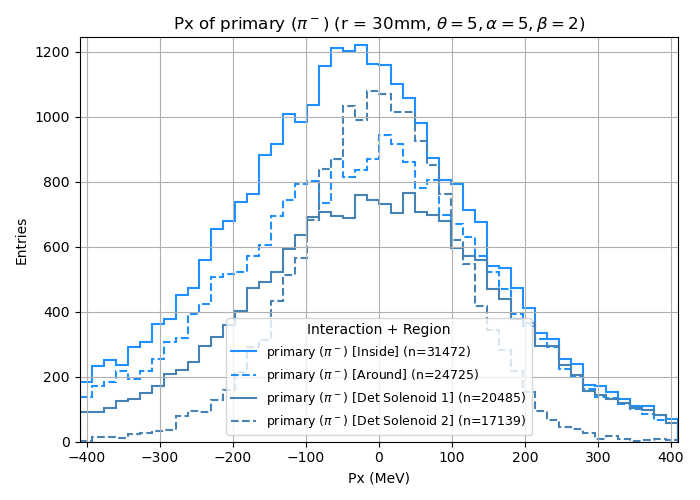 Px of primary (π⁻) (r = 30mm, θ = 5, α = 5, β = 2)
1200
1000
800
600
400
200
0
Entries
Interaction + Region
primary (π⁻) [Inside] (n=31472)
primary (π⁻) [Around] (n=24725)
primary (π⁻) [Det Solenoid 1] (n=20485)
primary (π⁻) [Det Solenoid 2] (n=17139)
−400 −300 −200 −100 0 100 200 300 400
Px (MeV)